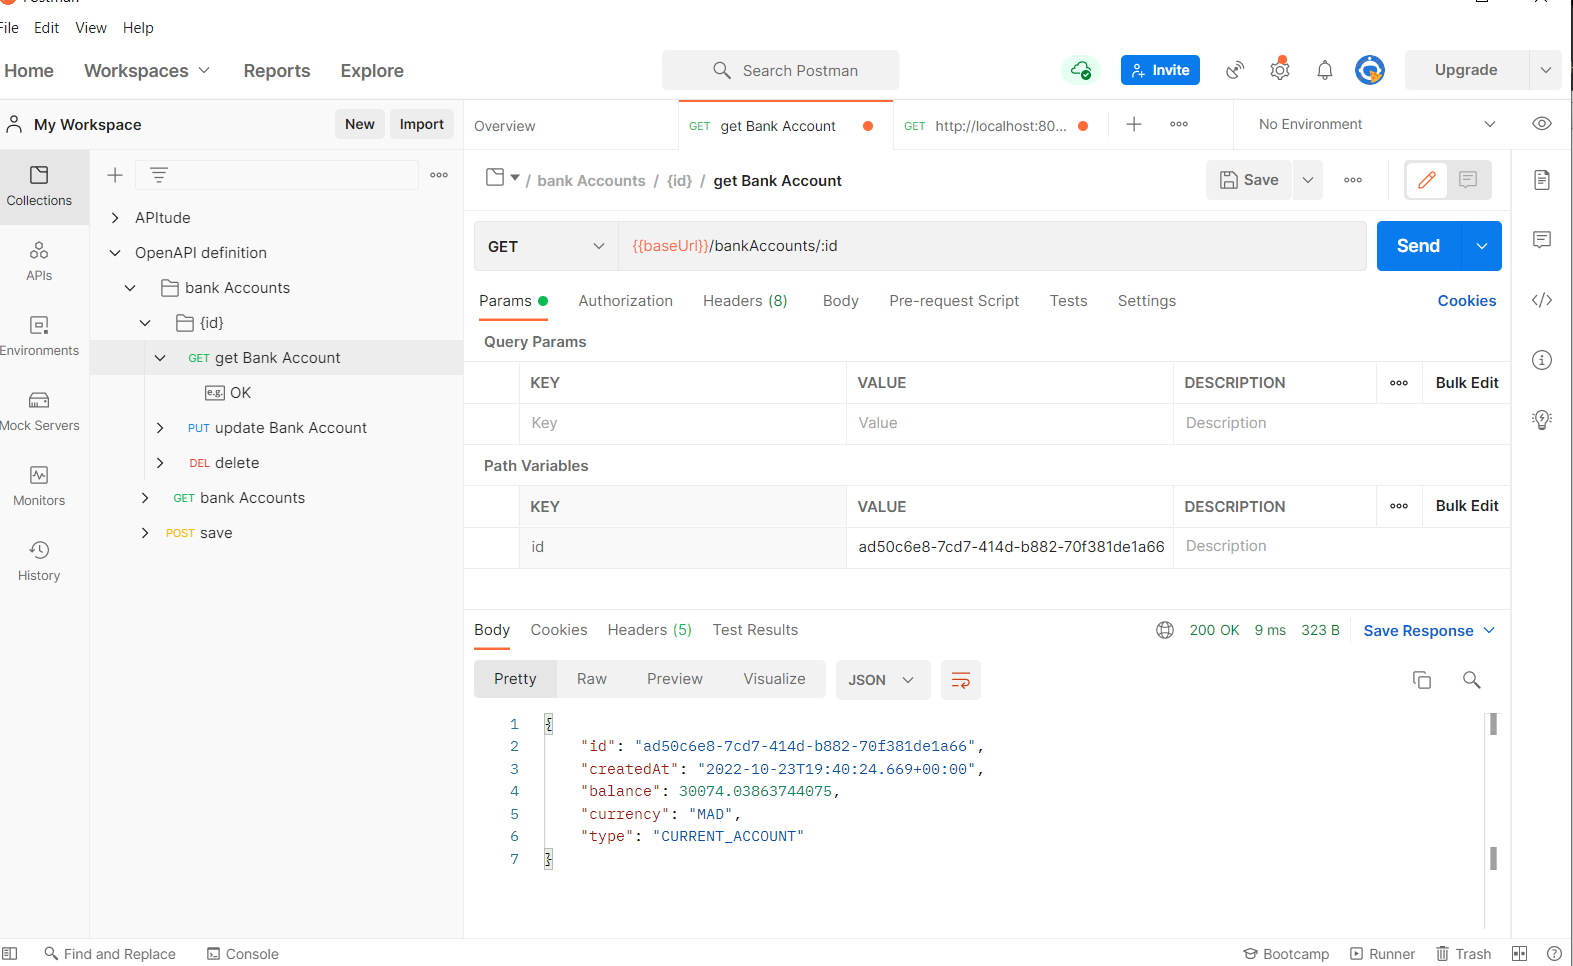 Postman
File Edit View Help
Home Workspaces Reports Explore Search Postman Invite Upgrade
My Workspace New Import Overview GET get Bank Account GET http://localhost:80... No Environment
Collections
APIs
Environments
Mock Servers
Monitors
History
APItude
OpenAPI definition
bank Accounts
{id}
GET get Bank Account
e.g. OK
PUT update Bank Account
DEL delete
GET bank Accounts
POST save
/ bank Accounts / {id} / get Bank Account Save
GET {{baseUrl}}/bankAccounts/:id Send
Params Authorization Headers (8) Body Pre-request Script Tests Settings Cookies
Query Params
KEY VALUE DESCRIPTION Bulk Edit
Key Value Description
Path Variables
KEY VALUE DESCRIPTION Bulk Edit
id ad50c6e8-7cd7-414d-b882-70f381de1a66 Description
Body Cookies Headers (5) Test Results 200 OK 9 ms 323 B Save Response
Pretty Raw Preview Visualize JSON
1 {
2 "id": "ad50c6e8-7cd7-414d-b882-70f381de1a66",
3 "createdAt": "2022-10-23T19:40:24.669+00:00",
4 "balance": 30074.03863744075,
5 "currency": "MAD",
6 "type": "CURRENT_ACCOUNT"
7 }
Find and Replace Console Bootcamp Runner Trash